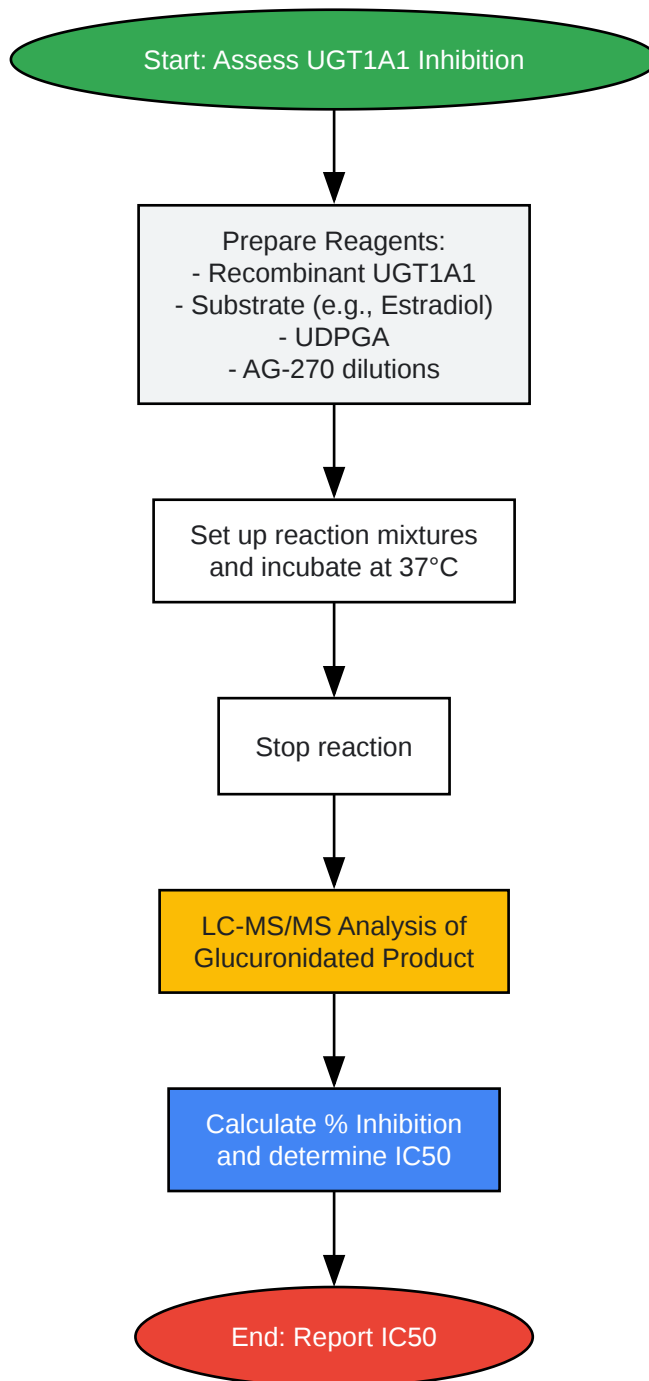 Start: Assess UGT1A1 Inhibition
Prepare Reagents:
- Recombinant UGT1A1
- Substrate (e.g., Estradiol)
- UDPGA
- AG-270 dilutions
Set up reaction mixtures
and incubate at 37°C
Stop reaction
LC-MS/MS Analysis of
Glucuronidated Product
Calculate % Inhibition
and determine IC50
End: Report IC50